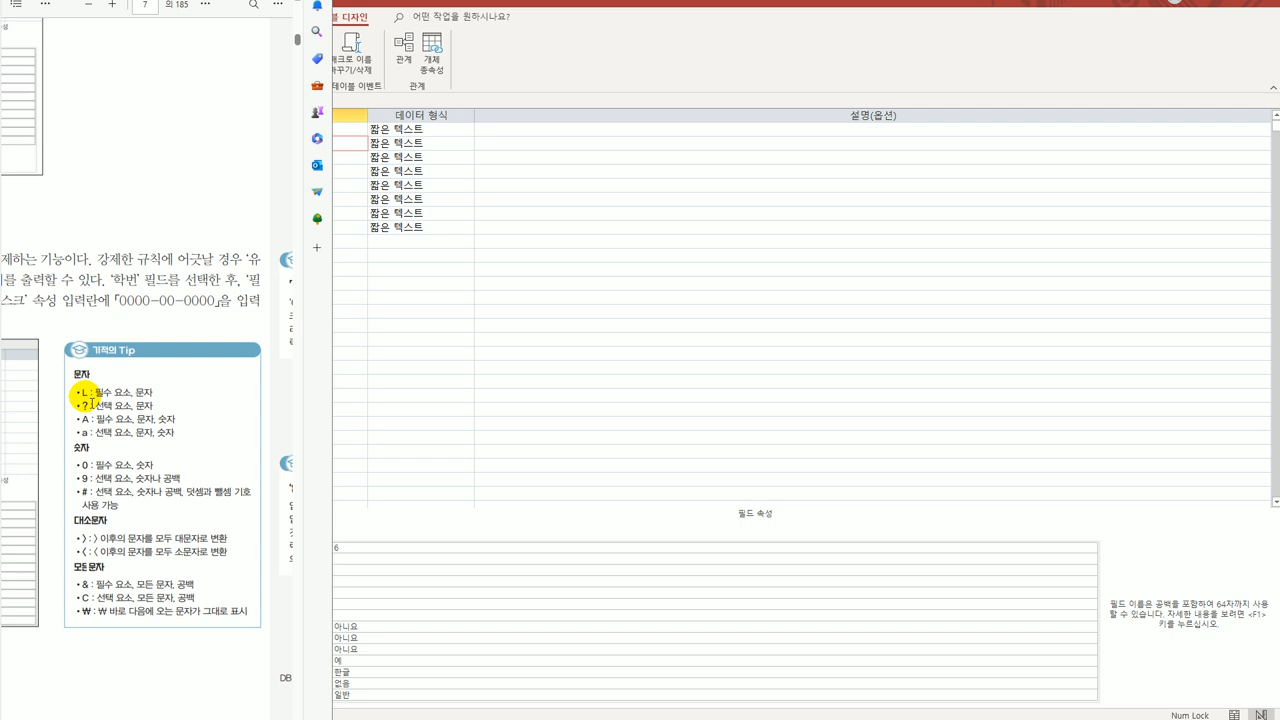 7
의 185
제하는 기능이다. 강제한 규칙에 어긋날 경우 ‘유
를 출력할 수 있다. ‘학번’ 필드를 선택한 후, ‘필
스크’ 속성 입력란에 「0000-00-0000」을 입력
기적의 Tip
문자
• L : 필수 요소, 문자
• ? : 선택 요소, 문자
• A : 필수 요소, 문자, 숫자
• a : 선택 요소, 문자, 숫자
숫자
• 0 : 필수 요소, 숫자
• 9 : 선택 요소, 숫자나 공백
• # : 선택 요소, 숫자나 공백, 덧셈과 뺄셈 기호
사용 가능
대소문자
• 〉 : 〉 이후의 문자를 모두 대문자로 변환
• 〈 : 〈 이후의 문자를 모두 소문자로 변환
모든 문자
• & : 필수 요소, 모든 문자, 공백
• C : 선택 요소, 모든 문자, 공백
• ₩ : ₩ 바로 다음에 오는 문자가 그대로 표시
DB
블 디자인
어떤 작업을 원하시나요?
매크로 이름
바꾸기/삭제
관계
개체
종속성
테이블 이벤트
관계
데이터 형식
설명(옵션)
짧은 텍스트
짧은 텍스트
짧은 텍스트
짧은 텍스트
짧은 텍스트
짧은 텍스트
짧은 텍스트
짧은 텍스트
필드 속성
6
아니요
아니요
아니요
예
한글
없음
일반
필드 이름은 공백을 포함하여 64자까지 사용
할 수 있습니다. 자세한 내용을 보려면 <F1>
키를 누르십시오.
Num Lock